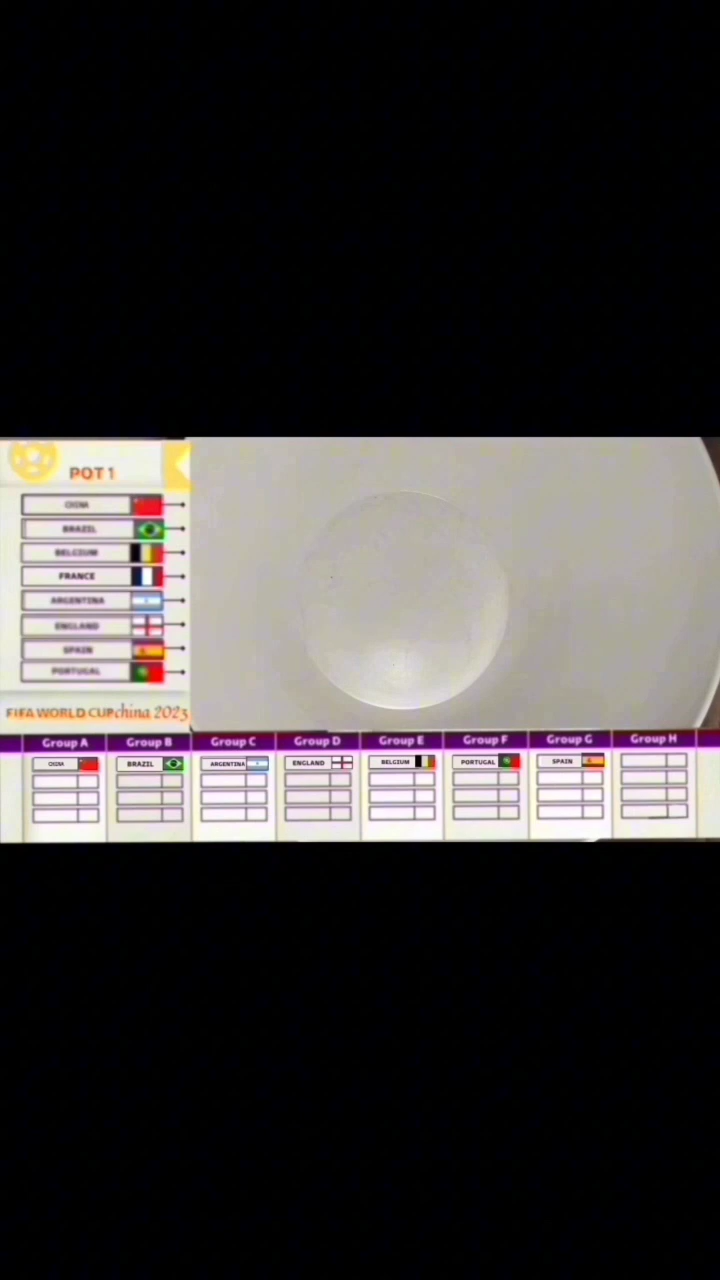 POT 1
CHINA
BRAZIL
BELGIUM
FRANCE
ARGENTINA
ENGLAND
SPAIN
PORTUGAL
FIFA WORLD CUP china 2023
Group A Group B Group C Group D Group E Group F Group G Group H
CHINA BRAZIL ARGENTINA ENGLAND BELGIUM PORTUGAL SPAIN